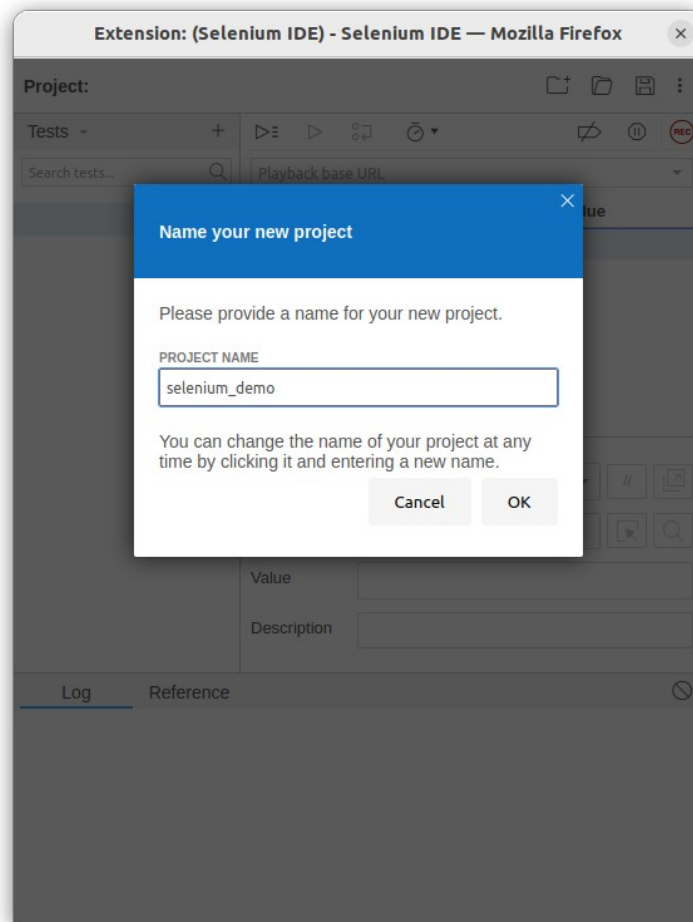 Extension: (Selenium IDE) - Selenium IDE — Mozilla Firefox
Project:
Tests
Search tests...
Playback base URL
REC
lue
Name your new project
Please provide a name for your new project.
PROJECT NAME
selenium_demo
You can change the name of your project at any
time by clicking it and entering a new name.
Cancel OK
//
Value
Description
Log Reference